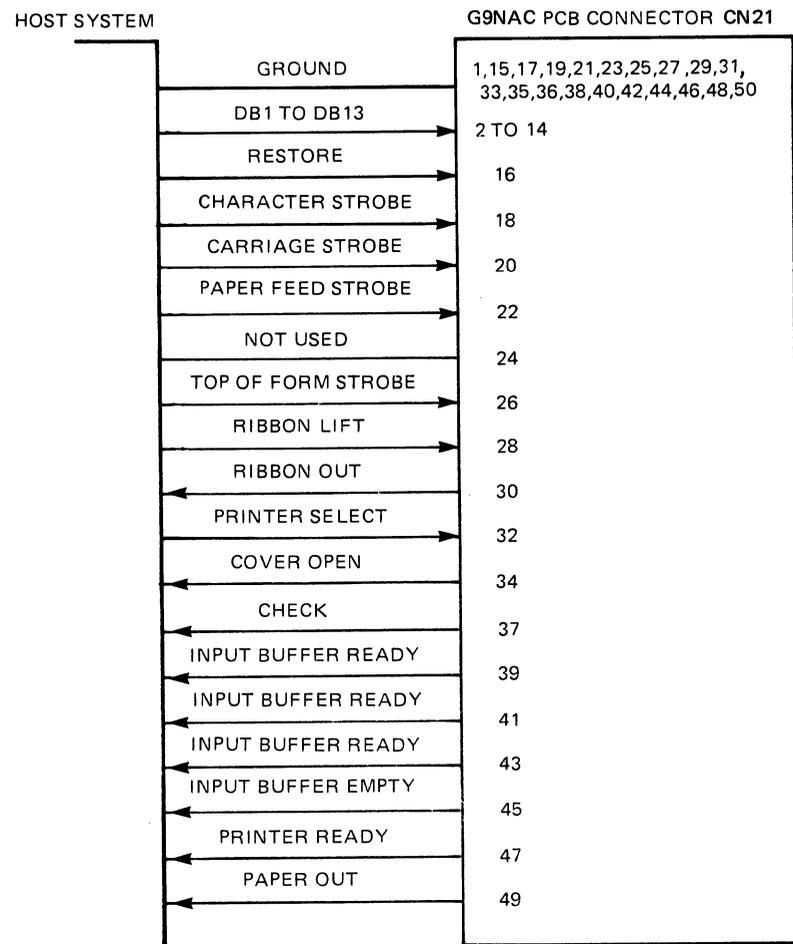 HOST SYSTEM G9NAC PCB CONNECTOR CN21
GROUND 1,15,17,19,21,23,25,27,29,31,
33,35,36,38,40,42,44,46,48,50
DB1 TO DB13 2 TO 14
RESTORE 16
CHARACTER STROBE 18
CARRIAGE STROBE 20
PAPER FEED STROBE 22
NOT USED 24
TOP OF FORM STROBE 26
RIBBON LIFT 28
RIBBON OUT 30
PRINTER SELECT 32
COVER OPEN 34
CHECK 37
INPUT BUFFER READY 39
INPUT BUFFER READY 41
INPUT BUFFER READY 43
INPUT BUFFER EMPTY 45
PRINTER READY 47
PAPER OUT 49